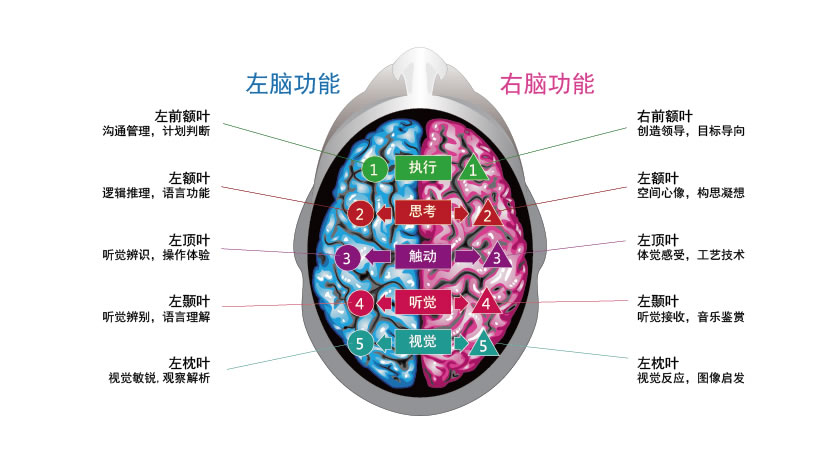 左脑功能
右脑功能
左前额叶
沟通管理，计划判断
左额叶
逻辑推理，语言功能
左顶叶
听觉辨识，操作体验
左颞叶
听觉辨别，语言理解
左枕叶
视觉敏锐,观察解析
1 执行 1
2 思考 2
3 触动 3
4 听觉 4
5 视觉 5
右前额叶
创造领导，目标导向
左额叶
空间心像，构思凝想
左顶叶
体觉感受，工艺技术
左颞叶
听觉接收，音乐鉴赏
左枕叶
视觉反应，图像启发